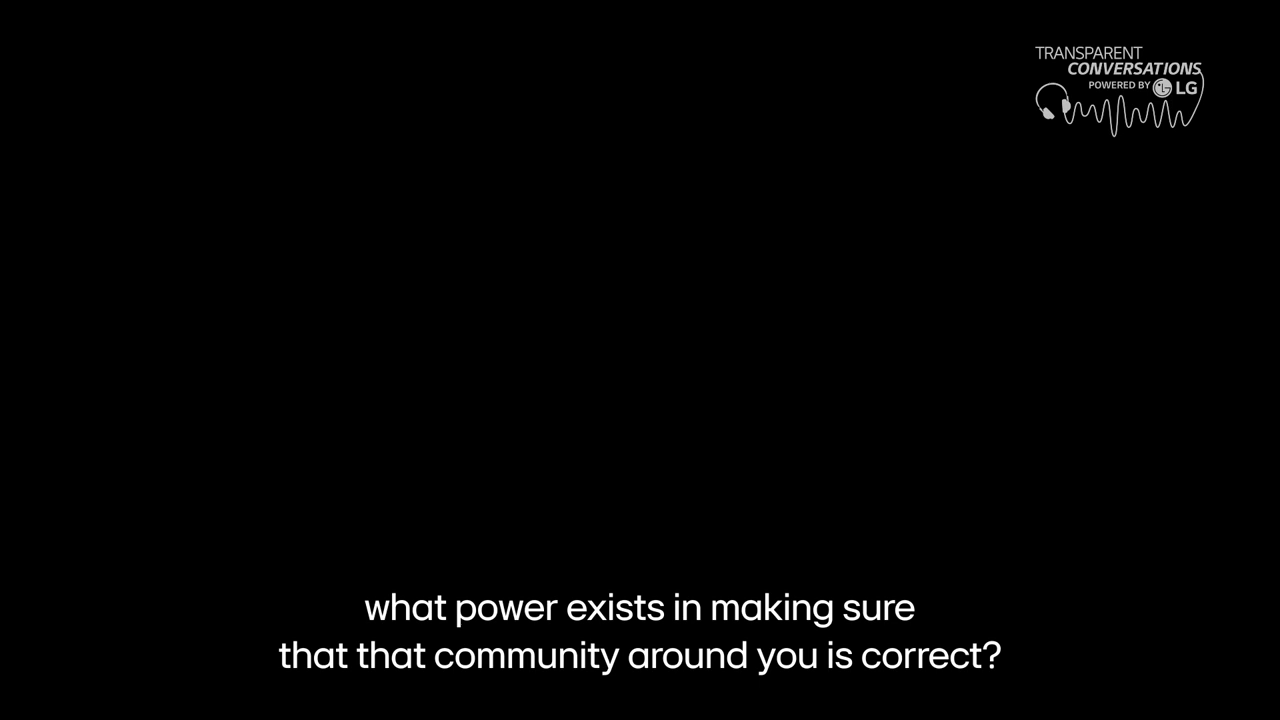 TRANSPARENT
CONVERSATIONS
POWERED BY LG
what power exists in making sure
that that community around you is correct?